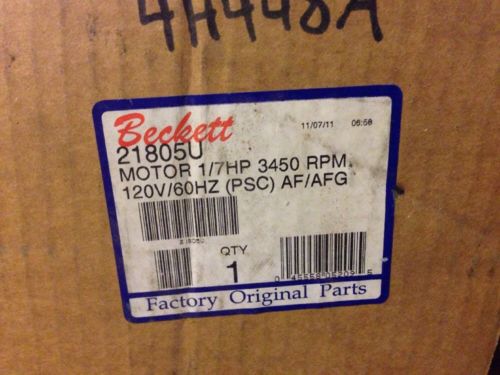 4H448A
Beckett
11/07/11 06:58
21805U
MOTOR 1/7HP 3450 RPM
120V/60HZ (PSC) AF/AFG
QTY
1
Factory Original Parts